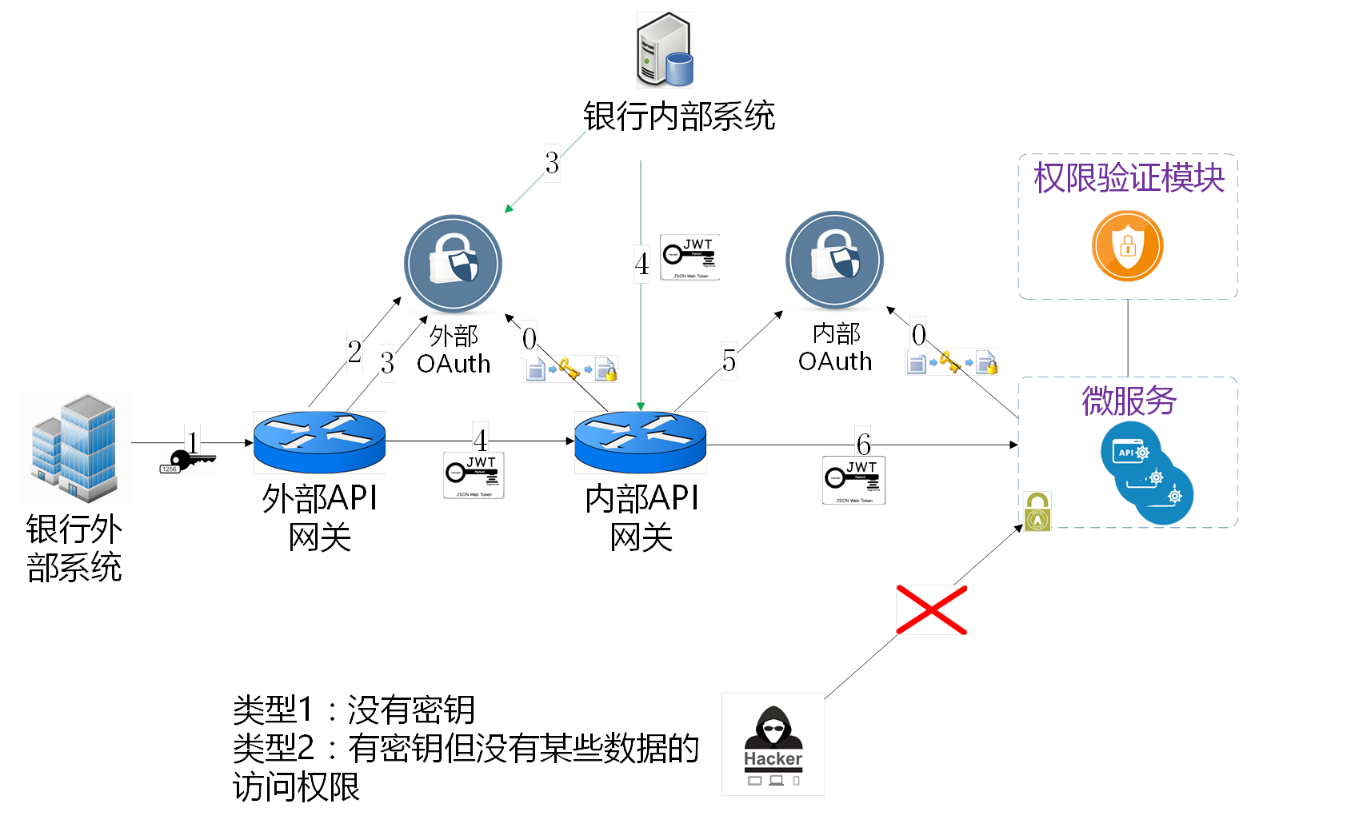 银行内部系统
3
权限验证模块
4
JWT
JSON Web Token
外部
OAuth
内部
OAuth
2
3
0
5
0
微服务
API
1
1256
4
JWT
JSON Web Token
6
JWT
JSON Web Token
A
外部API
网关
内部API
网关
银行外
部系统
类型1：没有密钥
类型2：有密钥但没有某些数据的
访问权限
Hacker